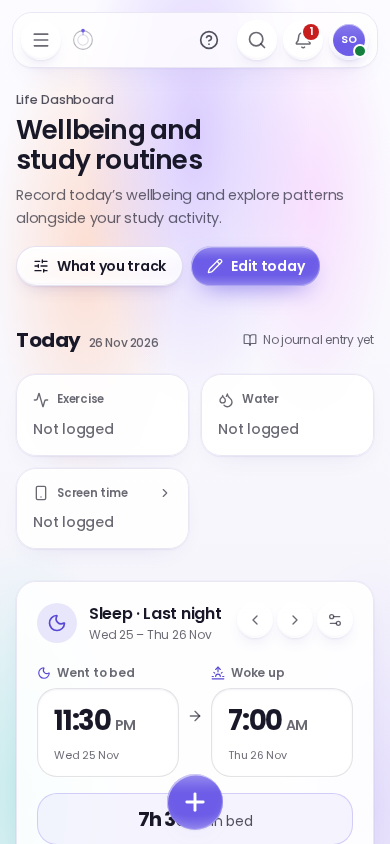 1
SO
Life Dashboard
Wellbeing and
study routines
Record today’s wellbeing and explore patterns
alongside your study activity.
What you track
Edit today
Today 26 Nov 2026
No journal entry yet
Exercise
Not logged
Water
Not logged
Screen time
Not logged
Sleep · Last night
Wed 25 – Thu 26 Nov
Went to bed
Woke up
11:30 PM
7:00 AM
Wed 25 Nov
Thu 26 Nov
7h bed